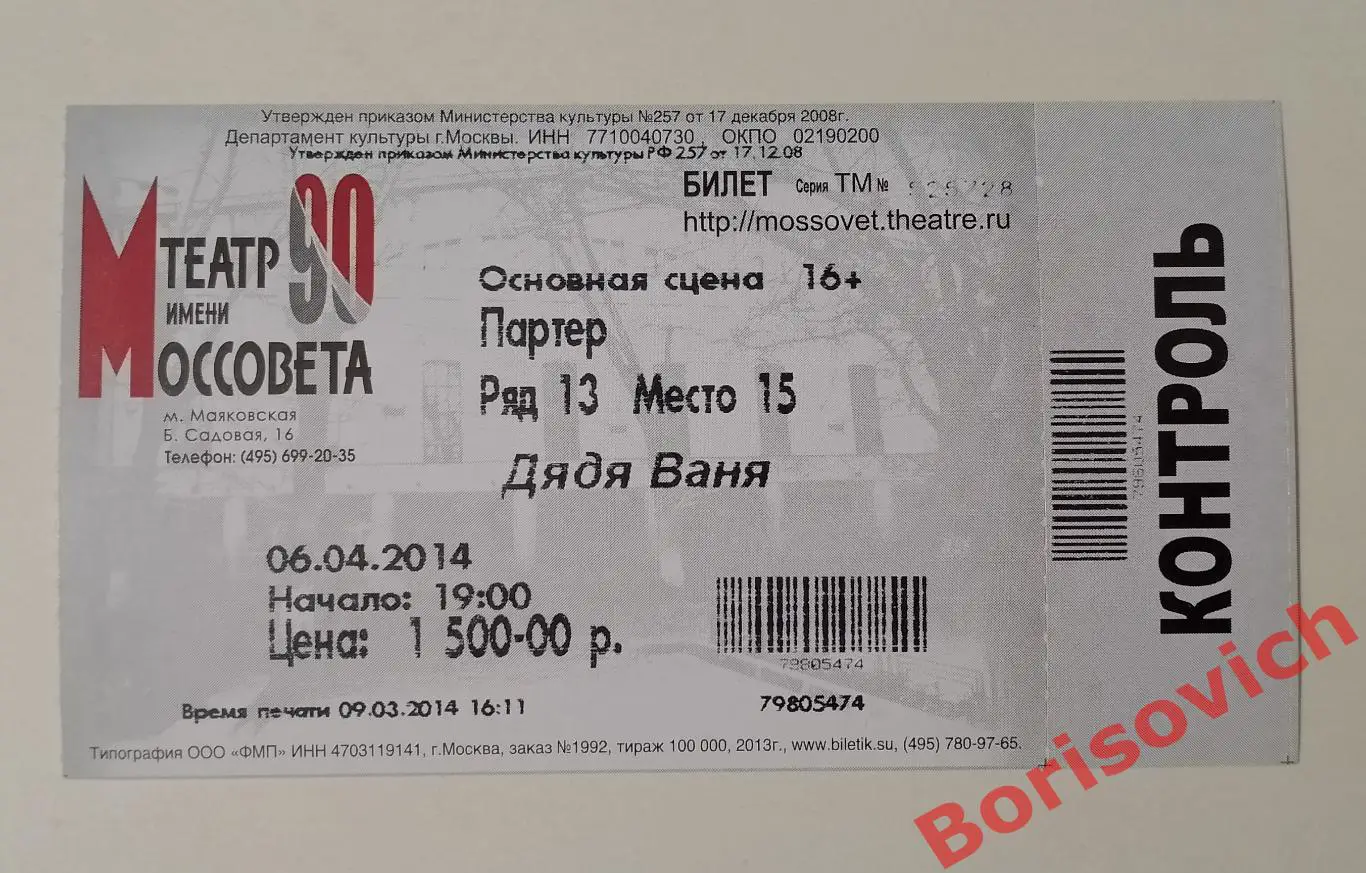 Утвержден приказом Министерства культуры №257 от 17 декабря 2008г.
Департамент культуры г.Москвы. ИНН 7710040730, ОКПО 02190200
Утвержден приказом Министерства культуры РФ 257 от 17.12.08
БИЛЕТ Серия ТМ №
http://mossovet.theatre.ru
ТЕАТР 90
ИМЕНИ
МОССОВЕТА
м. Маяковская
Б. Садовая, 16
Телефон: (495) 699-20-35
Основная сцена 16+
Партер
Ряд 13 Место 15
Дядя Ваня
06.04.2014
Начало: 19:00
Цена: 1 500-00 р.
79805474
79805474
Время печати 09.03.2014 16:11
Типография ООО «ФМП» ИНН 4703119141, г.Москва, заказ №1992, тираж 100 000, 2013г., www.biletik.su, (495) 780-97-65.
79805474
КОНТРОЛЬ
Borisovich